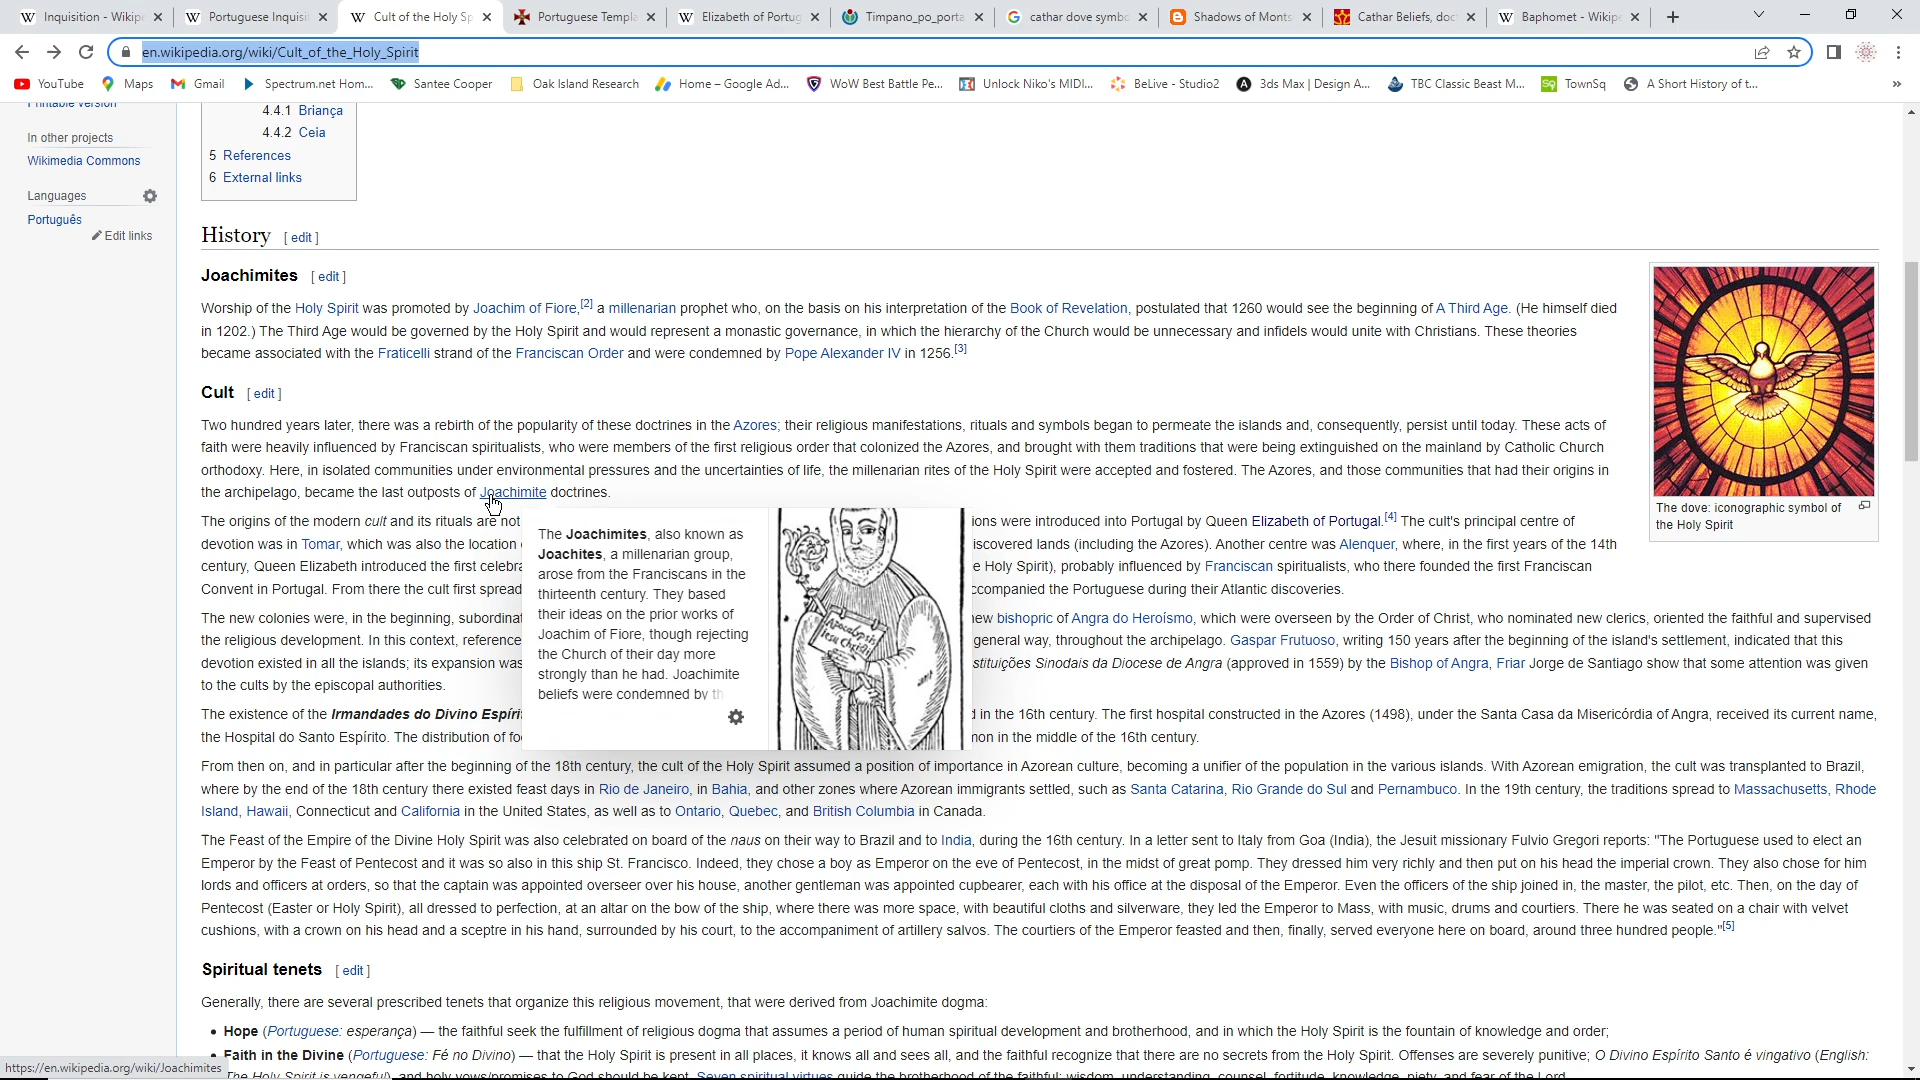 Inquisition - Wikip
Portuguese Inquisi
Cult of the Holy Sp
Portuguese Templa
Elizabeth of Portug
Timpano_po_porta
cathar dove symbo
Shadows of Monts
Cathar Beliefs, doc
Baphomet - Wikipe
en.wikipedia.org/wiki/Cult_of_the_Holy_Spirit
YouTube
Maps
Gmail
Spectrum.net Hom...
Santee Cooper
Oak Island Research
Home – Google Ad...
WoW Best Battle Pe...
Unlock Niko's MIDI...
BeLive - Studio2
3ds Max | Design A...
TBC Classic Beast M...
TownSq
A Short History of t...
Printable version
In other projects
Wikimedia Commons
Languages
Português
Edit links
4.4.1 Briança
4.4.2 Ceia
5 References
6 External links
History [ edit ]
Joachimites [ edit ]
Worship of the Holy Spirit was promoted by Joachim of Fiore,[2] a millenarian prophet who, on the basis on his interpretation of the Book of Revelation, postulated that 1260 would see the beginning of A Third Age. (He himself died
in 1202.) The Third Age would be governed by the Holy Spirit and would represent a monastic governance, in which the hierarchy of the Church would be unnecessary and infidels would unite with Christians. These theories
became associated with the Fraticelli strand of the Franciscan Order and were condemned by Pope Alexander IV in 1256.[3]
The dove: iconographic symbol of
the Holy Spirit
Cult [ edit ]
Two hundred years later, there was a rebirth of the popularity of these doctrines in the Azores; their religious manifestations, rituals and symbols began to permeate the islands and, consequently, persist until today. These acts of
faith were heavily influenced by Franciscan spiritualists, who were members of the first religious order that colonized the Azores, and brought with them traditions that were being extinguished on the mainland by Catholic Church
orthodoxy. Here, in isolated communities under environmental pressures and the uncertainties of life, the millenarian rites of the Holy Spirit were accepted and fostered. The Azores, and those communities that had their origins in
the archipelago, became the last outposts of Joachimite doctrines.
The origins of the modern cult and its rituals are not
ions were introduced into Portugal by Queen Elizabeth of Portugal.[4] The cult's principal centre of
devotion was in Tomar, which was also the location
iscovered lands (including the Azores). Another centre was Alenquer, where, in the first years of the 14th
century, Queen Elizabeth introduced the first celebra
e Holy Spirit), probably influenced by Franciscan spiritualists, who there founded the first Franciscan
Convent in Portugal. From there the cult first spread
ccompanied the Portuguese during their Atlantic discoveries.
The new colonies were, in the beginning, subordinat
ew bishopric of Angra do Heroísmo, which were overseen by the Order of Christ, who nominated new clerics, oriented the faithful and supervised
the religious development. In this context, reference
general way, throughout the archipelago. Gaspar Frutuoso, writing 150 years after the beginning of the island's settlement, indicated that this
devotion existed in all the islands; its expansion was
stituições Sinodais da Diocese de Angra (approved in 1559) by the Bishop of Angra, Friar Jorge de Santiago show that some attention was given
to the cults by the episcopal authorities.
The existence of the Irmandades do Divino Espíri
d in the 16th century. The first hospital constructed in the Azores (1498), under the Santa Casa da Misericórdia of Angra, received its current name,
the Hospital do Santo Espírito. The distribution of fo
non in the middle of the 16th century.
The Joachimites, also known as
Joachites, a millenarian group,
arose from the Franciscans in the
thirteenth century. They based
their ideas on the prior works of
Joachim of Fiore, though rejecting
the Church of their day more
strongly than he had. Joachimite
beliefs were condemned by th
From then on, and in particular after the beginning of the 18th century, the cult of the Holy Spirit assumed a position of importance in Azorean culture, becoming a unifier of the population in the various islands. With Azorean emigration, the cult was transplanted to Brazil,
where by the end of the 18th century there existed feast days in Rio de Janeiro, in Bahia, and other zones where Azorean immigrants settled, such as Santa Catarina, Rio Grande do Sul and Pernambuco. In the 19th century, the traditions spread to Massachusetts, Rhode
Island, Hawaii, Connecticut and California in the United States, as well as to Ontario, Quebec, and British Columbia in Canada.
The Feast of the Empire of the Divine Holy Spirit was also celebrated on board of the naus on their way to Brazil and to India, during the 16th century. In a letter sent to Italy from Goa (India), the Jesuit missionary Fulvio Gregori reports: "The Portuguese used to elect an
Emperor by the Feast of Pentecost and it was so also in this ship St. Francisco. Indeed, they chose a boy as Emperor on the eve of Pentecost, in the midst of great pomp. They dressed him very richly and then put on his head the imperial crown. They also chose for him
lords and officers at orders, so that the captain was appointed overseer over his house, another gentleman was appointed cupbearer, each with his office at the disposal of the Emperor. Even the officers of the ship joined in, the master, the pilot, etc. Then, on the day of
Pentecost (Easter or Holy Spirit), all dressed to perfection, at an altar on the bow of the ship, where there was more space, with beautiful cloths and silverware, they led the Emperor to Mass, with music, drums and courtiers. There he was seated on a chair with velvet
cushions, with a crown on his head and a sceptre in his hand, surrounded by his court, to the accompaniment of artillery salvos. The courtiers of the Emperor feasted and then, finally, served everyone here on board, around three hundred people."[5]
Spiritual tenets [ edit ]
Generally, there are several prescribed tenets that organize this religious movement, that were derived from Joachimite dogma:
• Hope (Portuguese: esperança) — the faithful seek the fulfillment of religious dogma that assumes a period of human spiritual development and brotherhood, and in which the Holy Spirit is the fountain of knowledge and order;
• Faith in the Divine (Portuguese: Fé no Divino) — that the Holy Spirit is present in all places, it knows all and sees all, and the faithful recognize that there are no secrets from the Holy Spirit. Offenses are severely punitive; O Divino Espírito Santo é vingativo (English:
The Holy Spirit is vengeful), and holy vows/promises to God should be kept. Seven spiritual virtues guide the brotherhood of the faithful: wisdom, understanding, counsel, fortitude, knowledge, piety, and fear of the Lord
https://en.wikipedia.org/wiki/Joachimites